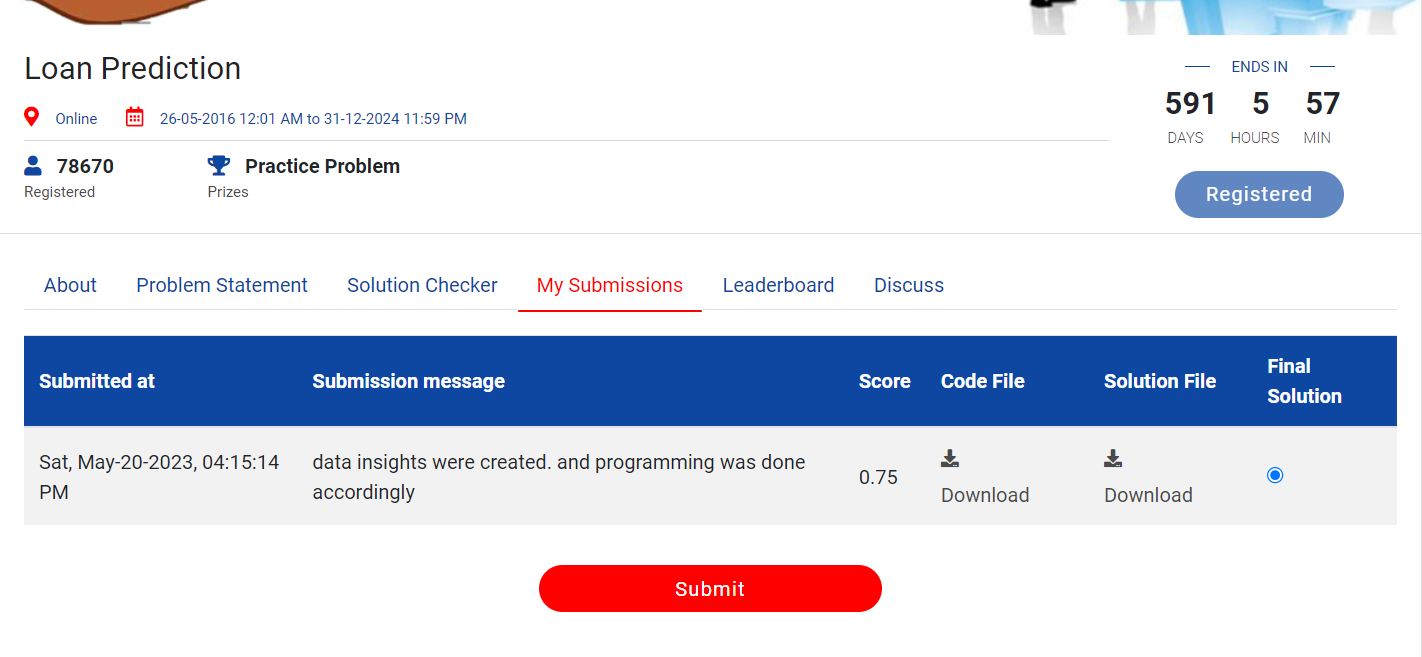 Loan Prediction
ENDS IN
591 5 57
DAYS HOURS MIN
Online 26-05-2016 12:01 AM to 31-12-2024 11:59 PM
78670 Practice Problem
Registered Prizes
Registered
About Problem Statement Solution Checker My Submissions Leaderboard Discuss
Submitted at Submission message Score Code File Solution File Final Solution
Sat, May-20-2023, 04:15:14 PM
data insights were created. and programming was done
accordingly
0.75
Download
Download
Submit